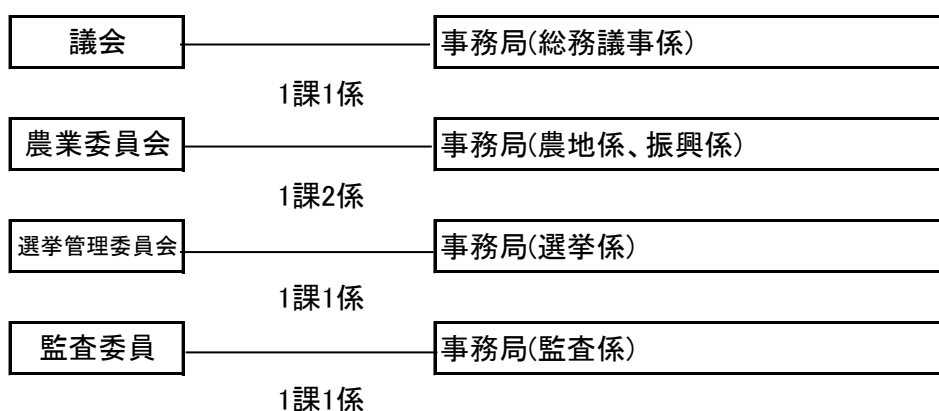 議会 事務局(総務議事係)
1課1係
農業委員会 事務局(農地係、振興係)
1課2係
選挙管理委員会 事務局(選挙係)
1課1係
監査委員 事務局(監査係)
1課1係